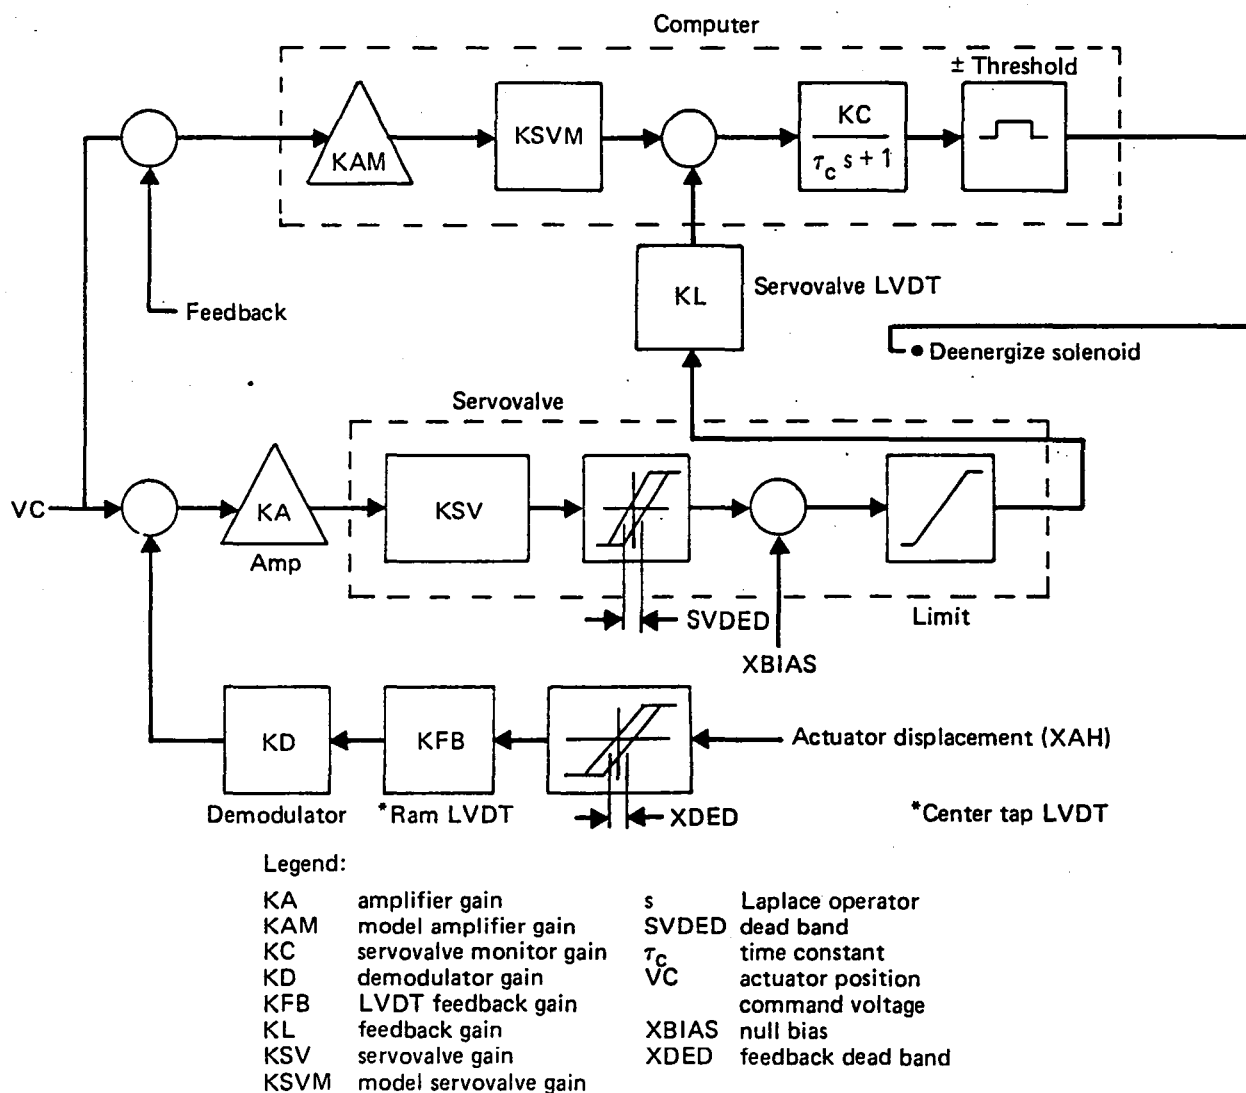 Computer
± Threshold
KAM
KSVM
KC
τc s + 1
Feedback
KL
Servovalve LVDT
• Deenergize solenoid
Servovalve
VC
KA
Amp
KSV
SVDED
XBIAS
Limit
KD
KFB
Actuator displacement (XAH)
Demodulator
*Ram LVDT
XDED
*Center tap LVDT
Legend:
KA amplifier gain
KAM model amplifier gain
KC servovalve monitor gain
KD demodulator gain
KFB LVDT feedback gain
KL feedback gain
KSV servovalve gain
KSVM model servovalve gain
s Laplace operator
SVDED dead band
τc time constant
VC actuator position
command voltage
XBIAS null bias
XDED feedback dead band